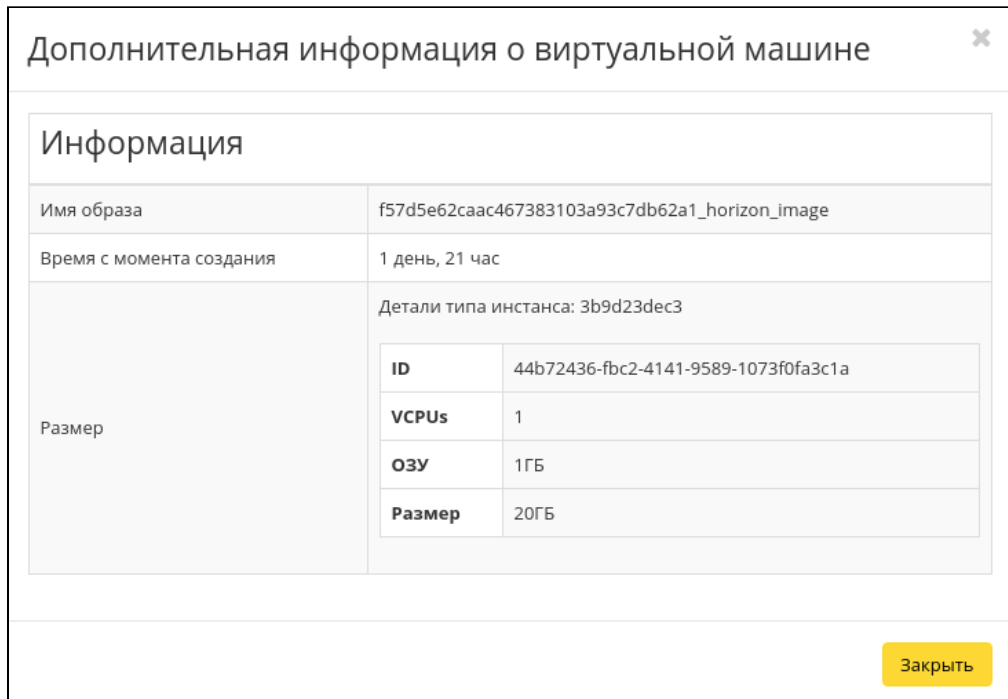 Дополнительная информация о виртуальной машине
Информация
Имя образа f57d5e62caac467383103a93c7db62a1_horizon_image
Время с момента создания 1 день, 21 час
Размер
Детали типа инстанса: 3b9d23dec3
ID 44b72436-fbc2-4141-9589-1073f0fa3c1a
VCPUs 1
ОЗУ 1ГБ
Размер 20ГБ
Закрыть